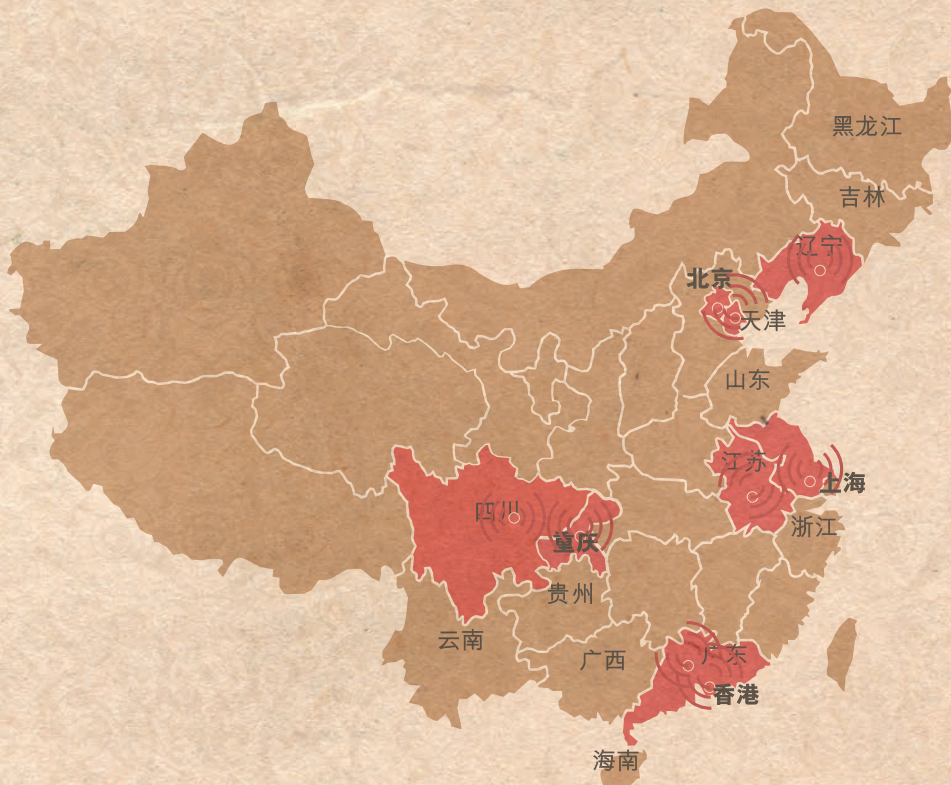 黑龙江
吉林
辽宁
北京
天津
山东
江苏
上海
四川
浙江
重庆
贵州
云南
广西
广东
香港
海南